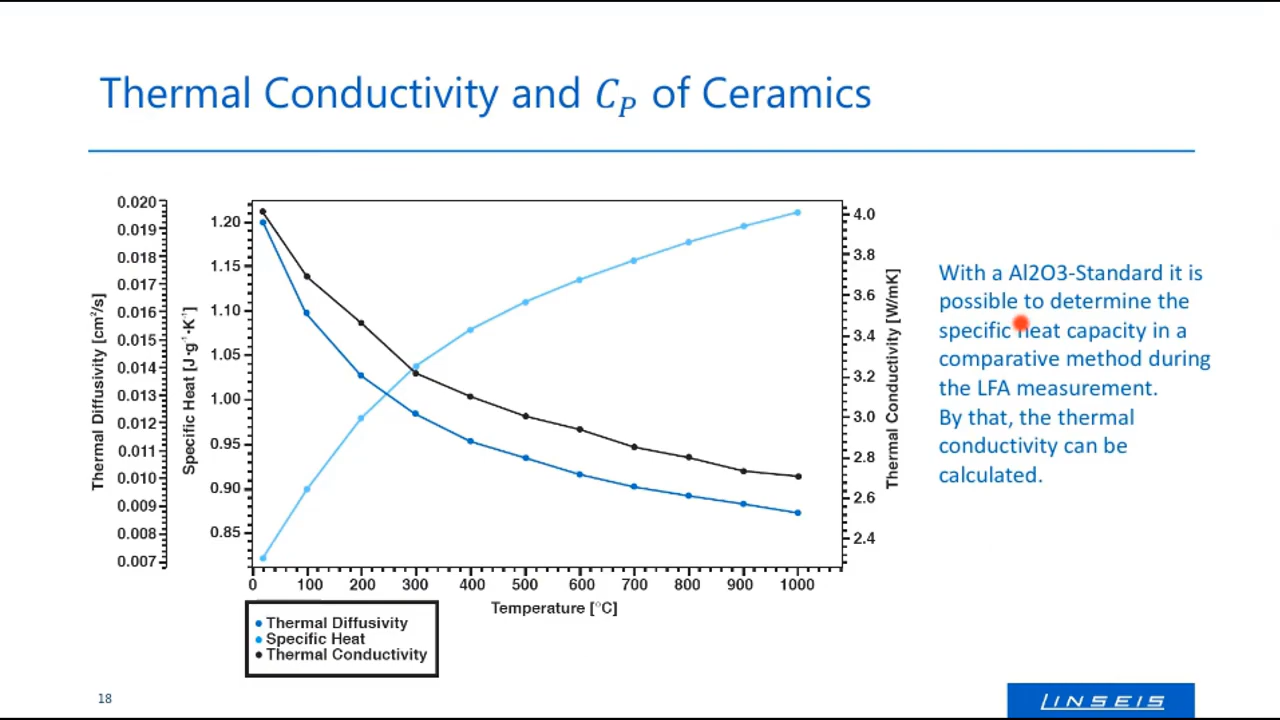 Thermal Conductivity and C_P of Ceramics
Thermal Diffusivity [cm²/s]
0.020
0.019
0.018
0.017
0.016
0.015
0.014
0.013
0.012
0.011
0.010
0.009
0.008
0.007
Specific Heat [J·g⁻¹·K⁻¹]
1.20
1.15
1.10
1.05
1.00
0.95
0.90
0.85
4.0
3.8
3.6
3.4
3.2
3.0
2.8
2.6
2.4
Thermal Conductivity [W/mK]
0 100 200 300 400 500 600 700 800 900 1000
Temperature [°C]
Thermal Diffusivity
Specific Heat
Thermal Conductivity
With a Al2O3-Standard it is
possible to determine the
specific heat capacity in a
comparative method during
the LFA measurement.
By that, the thermal
conductivity can be
calculated.
18
LINSEIS